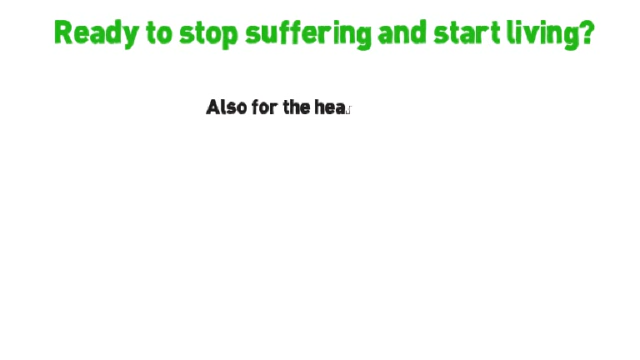 Ready to stop suffering and start living?
Also for the hea